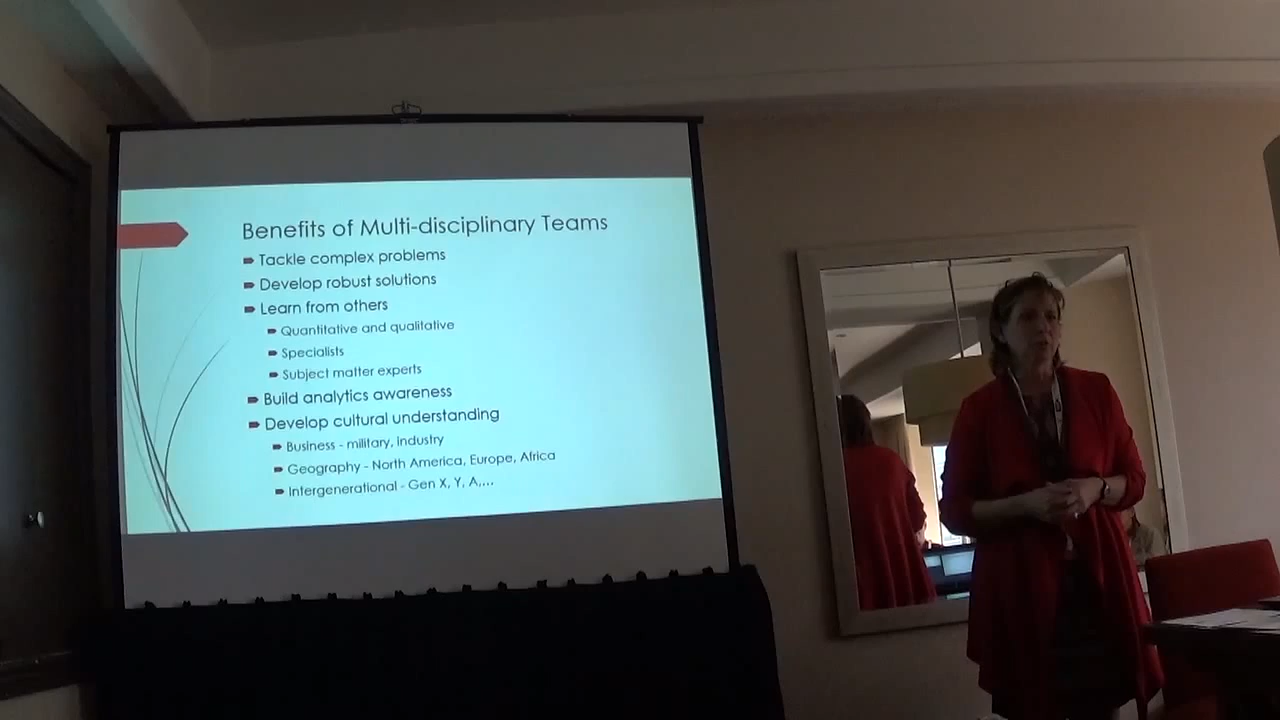 Benefits of Multi-disciplinary Teams
Tackle complex problems
Develop robust solutions
Learn from others
Quantitative and qualitative
Specialists
Subject matter experts
Build analytics awareness
Develop cultural understanding
Business - military, industry
Geography - North America, Europe, Africa
Intergenerational - Gen X, Y, A,...